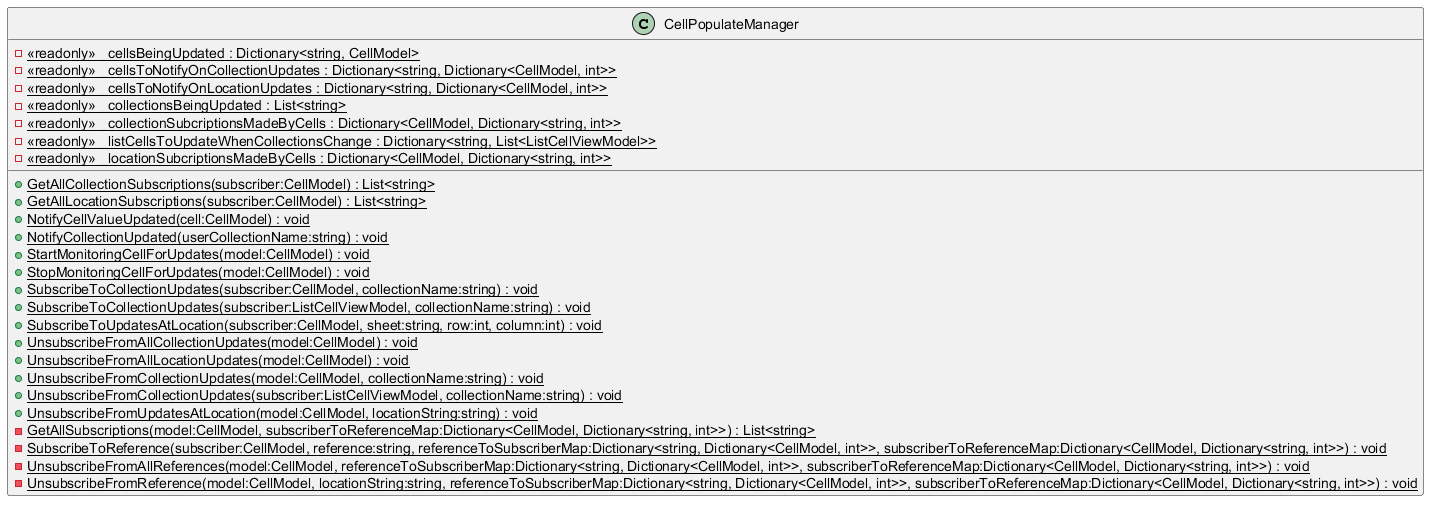 C CellPopulateManager
«readonly» cellsBeingUpdated : Dictionary<string, CellModel>
«readonly» cellsToNotifyOnCollectionUpdates : Dictionary<string, Dictionary<CellModel, int>>
«readonly» cellsToNotifyOnLocationUpdates : Dictionary<string, Dictionary<CellModel, int>>
«readonly» collectionsBeingUpdated : List<string>
«readonly» collectionSubcriptionsMadeByCells : Dictionary<CellModel, Dictionary<string, int>>
«readonly» listCellsToUpdateWhenCollectionsChange : Dictionary<string, List<ListCellViewModel>>
«readonly» locationSubcriptionsMadeByCells : Dictionary<CellModel, Dictionary<string, int>>
GetAllCollectionSubscriptions(subscriber:CellModel) : List<string>
GetAllLocationSubscriptions(subscriber:CellModel) : List<string>
NotifyCellValueUpdated(cell:CellModel) : void
NotifyCollectionUpdated(userCollectionName:string) : void
StartMonitoringCellForUpdates(model:CellModel) : void
StopMonitoringCellForUpdates(model:CellModel) : void
SubscribeToCollectionUpdates(subscriber:CellModel, collectionName:string) : void
SubscribeToCollectionUpdates(subscriber:ListCellViewModel, collectionName:string) : void
SubscribeToUpdatesAtLocation(subscriber:CellModel, sheet:string, row:int, column:int) : void
UnsubscribeFromAllCollectionUpdates(model:CellModel) : void
UnsubscribeFromAllLocationUpdates(model:CellModel) : void
UnsubscribeFromCollectionUpdates(model:CellModel, collectionName:string) : void
UnsubscribeFromCollectionUpdates(subscriber:ListCellViewModel, collectionName:string) : void
UnsubscribeFromUpdatesAtLocation(model:CellModel, locationString:string) : void
GetAllSubscriptions(model:CellModel, subscriberToReferenceMap:Dictionary<CellModel, Dictionary<string, int>>) : List<string>
SubscribeToReference(subscriber:CellModel, reference:string, referenceToSubscriberMap:Dictionary<string, Dictionary<CellModel, int>>, subscriberToReferenceMap:Dictionary<CellModel, Dictionary<string, int>>) : void
UnsubscribeFromAllReferences(model:CellModel, referenceToSubscriberMap:Dictionary<string, Dictionary<CellModel, int>>, subscriberToReferenceMap:Dictionary<CellModel, Dictionary<string, int>>) : void
UnsubscribeFromReference(model:CellModel, locationString:string, referenceToSubscriberMap:Dictionary<string, Dictionary<CellModel, int>>, subscriberToReferenceMap:Dictionary<CellModel, Dictionary<string, int>>) : void